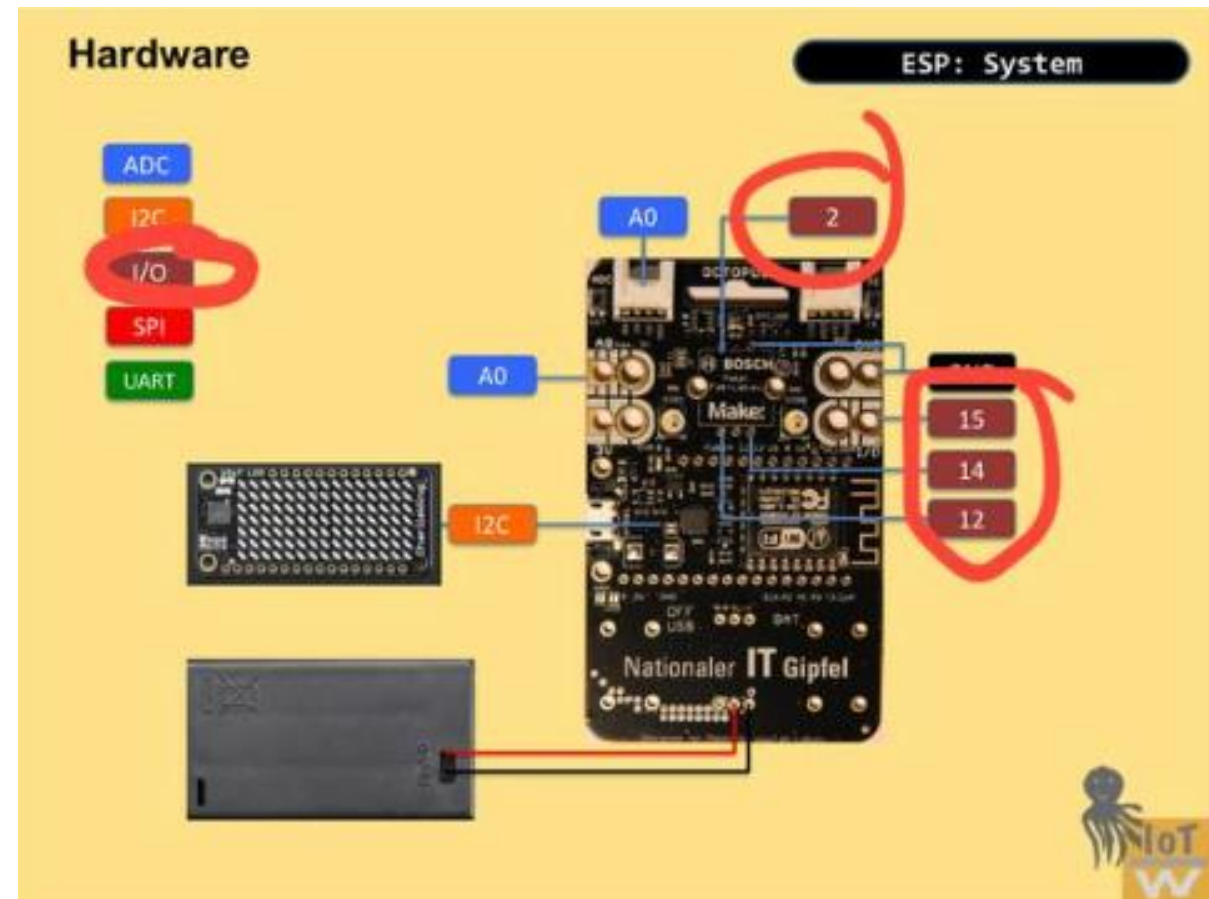 Hardware
ESP: System
ADC
I2C
I/O
SPI
UART
A0
2
A0
OCTOPUS
BOSCH
Make:
15
14
12
I2C
OFF
USB
BAT
Nationaler IT Gipfel
IoT
W